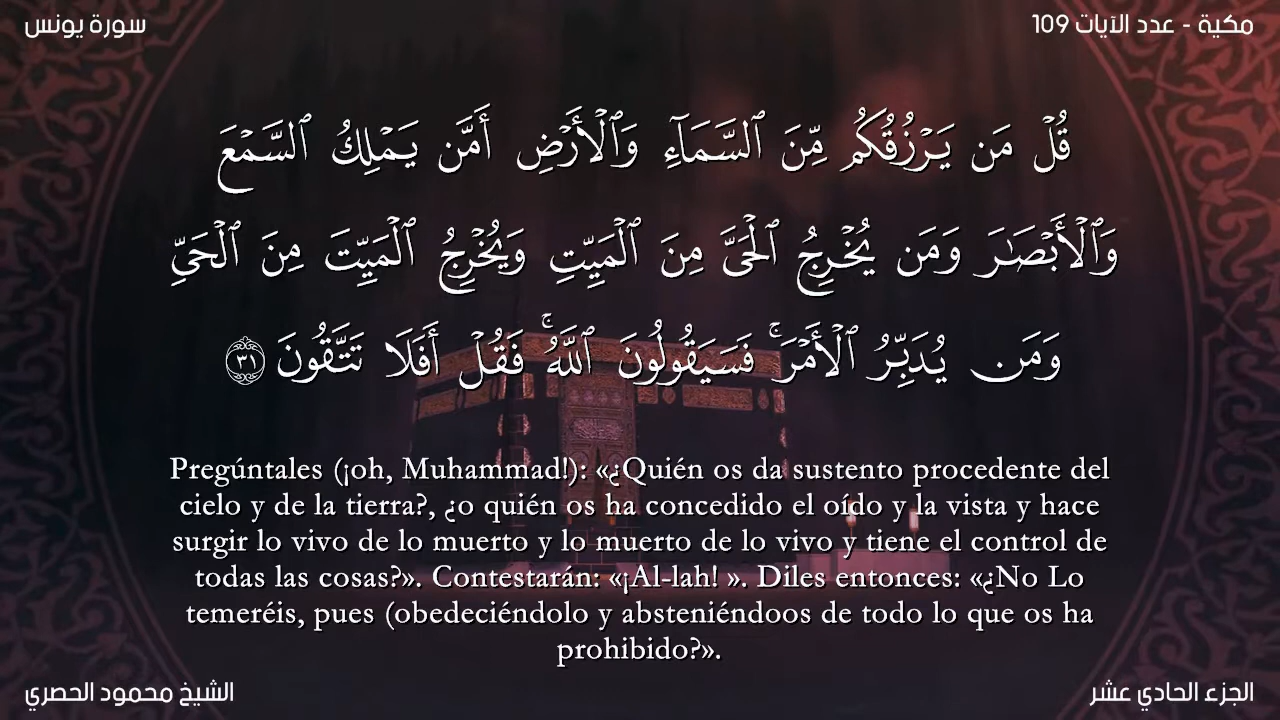 سورة يونس
مكية - عدد الآيات 109
قُلْ مَن يَرْزُقُكُم مِّنَ ٱلسَّمَآءِ وَٱلْأَرْضِ أَمَّن يَمْلِكُ ٱلسَّمْعَ
وَٱلْأَبْصَـٰرَ وَمَن يُخْرِجُ ٱلْحَىَّ مِنَ ٱلْمَيِّتِ وَيُخْرِجُ ٱلْمَيِّتَ مِنَ ٱلْحَىِّ
وَمَن يُدَبِّرُ ٱلْأَمْرَ ۚ فَسَيَقُولُونَ ٱللَّهُ ۚ فَقُلْ أَفَلَا تَتَّقُونَ ٣١
Pregúntales (¡oh, Muhammad!): «¿Quién os da sustento procedente del
cielo y de la tierra?, ¿o quién os ha concedido el oído y la vista y hace
surgir lo vivo de lo muerto y lo muerto de lo vivo y tiene el control de
todas las cosas?». Contestarán: «¡Al-lah! ». Diles entonces: «¿No Lo
temeréis, pues (obedeciéndolo y absteniéndoos de todo lo que os ha
prohibido?».
الشيخ محمود الحصري
الجزء الحادي عشر